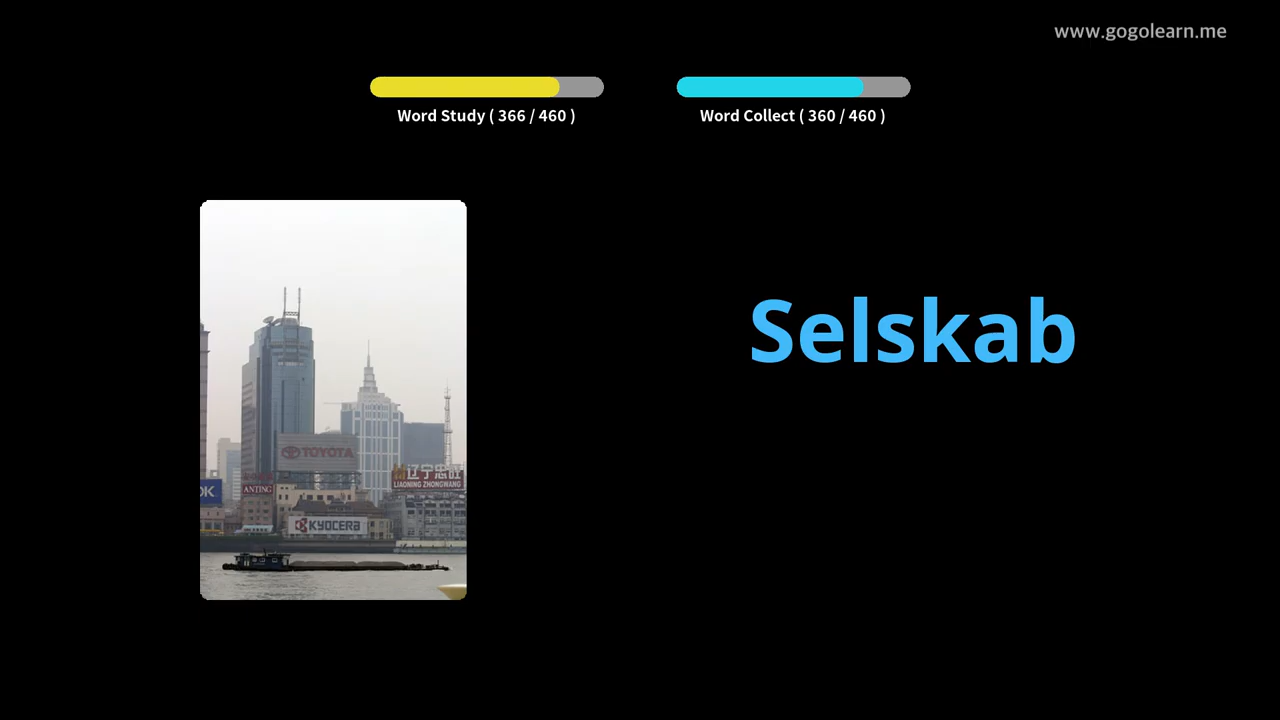 www.gogolearn.me
Word Study ( 366 / 460 )
Word Collect ( 360 / 460 )
Selskab
TOYOTA
辽宁忠旺
LIAONING ZHONGWANG
OK
ANTING
KYOCERA